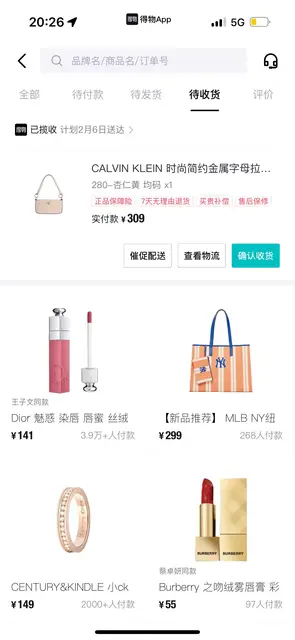 20:26
得物 得物App
5G
品牌名/商品名/订单号
全部 待付款 待发货 待收货 评价
得物 已揽收 计划2月6日送达 >
CALVIN KLEIN 时尚简约金属字母拉...
280-杏仁黄 均码 x1
正品保障险 7天无理由退货 买贵补偿 售后保修
实付款 ¥309
催促配送 查看物流 确认收货
王子文同款
Dior 魅惑 染唇 唇蜜 丝绒
¥141 3.9万+人付款
【新品推荐】 MLB NY纽
¥299 268人付款
CENTURY&KINDLE 小ck
¥149 2000+人付款
BURBERRY
蔡卓妍同款
Burberry 之吻绒雾唇膏 彩
¥55 97人付款